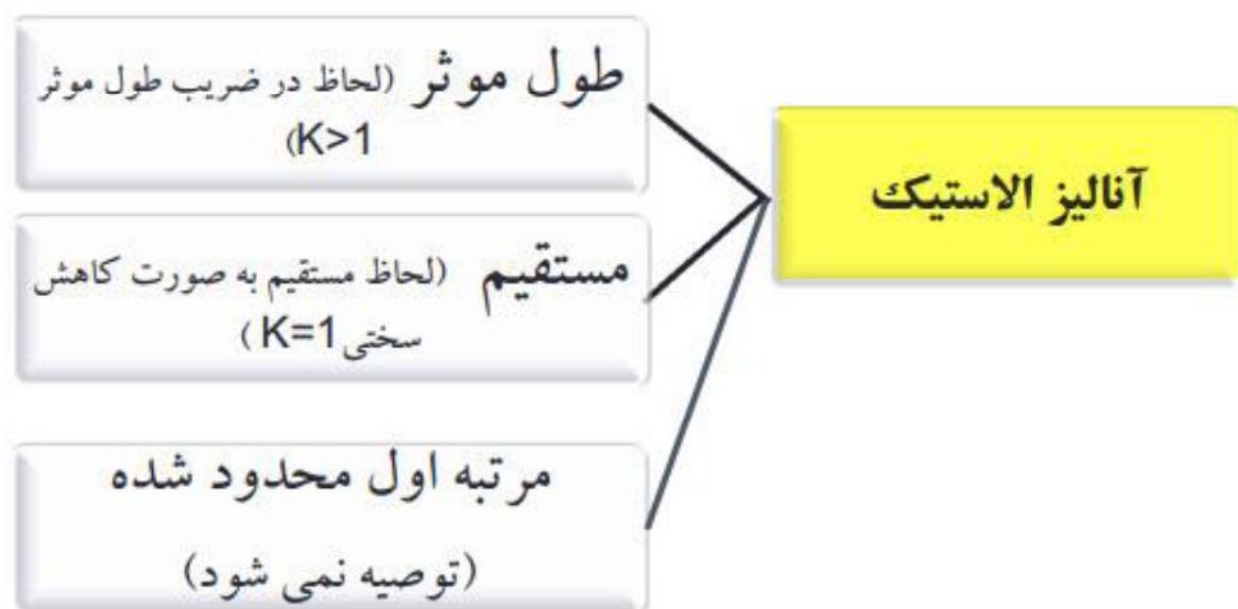 آنالیز الاستیک
طول موثر (لحاظ در ضریب طول موثر
K>1)
مستقیم (لحاظ مستقیم به صورت کاهش
سختی K=1)
مرتبه اول محدود شده
(توصیه نمی شود)